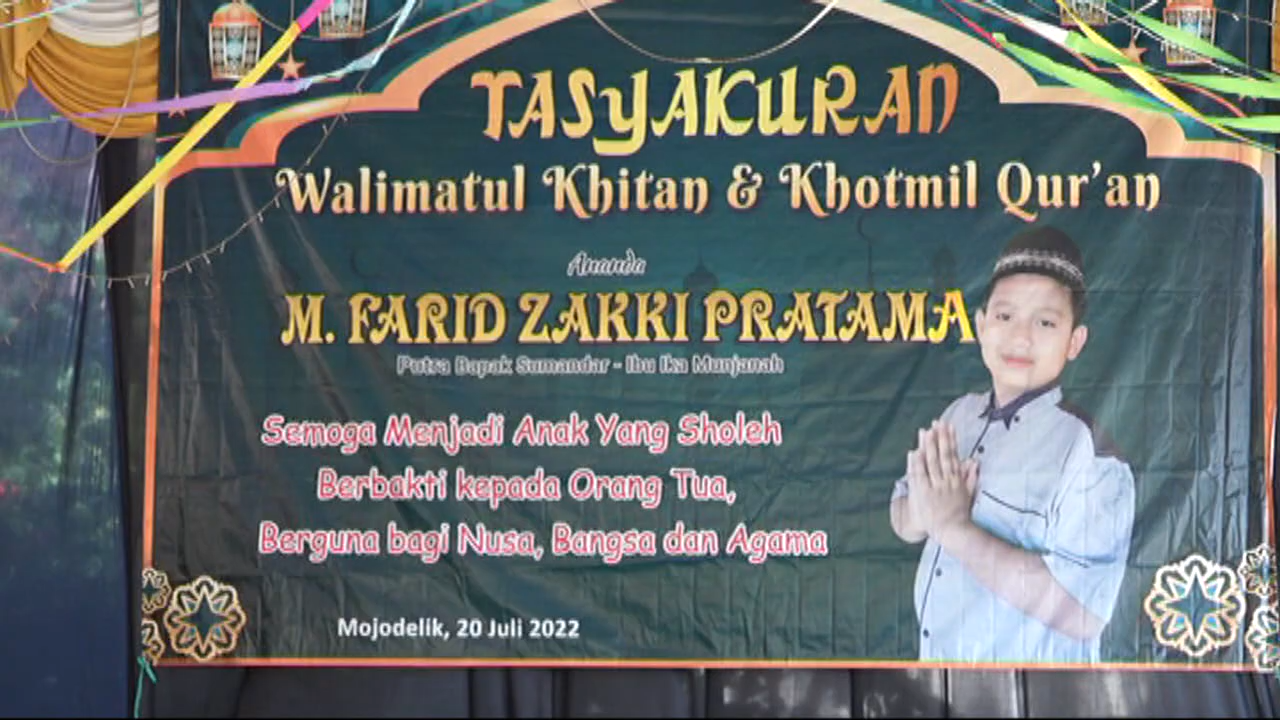 TASYAKURAN
Walimatul Khitan & Khotmil Qur'an
Ananda
M. FARID ZAKKI PRATAMA
Putra Bapak Sumandar - Ibu Ika Munjanah
Semoga Menjadi Anak Yang Sholeh
Berbakti kepada Orang Tua,
Berguna bagi Nusa, Bangsa dan Agama
Mojodelik, 20 Juli 2022